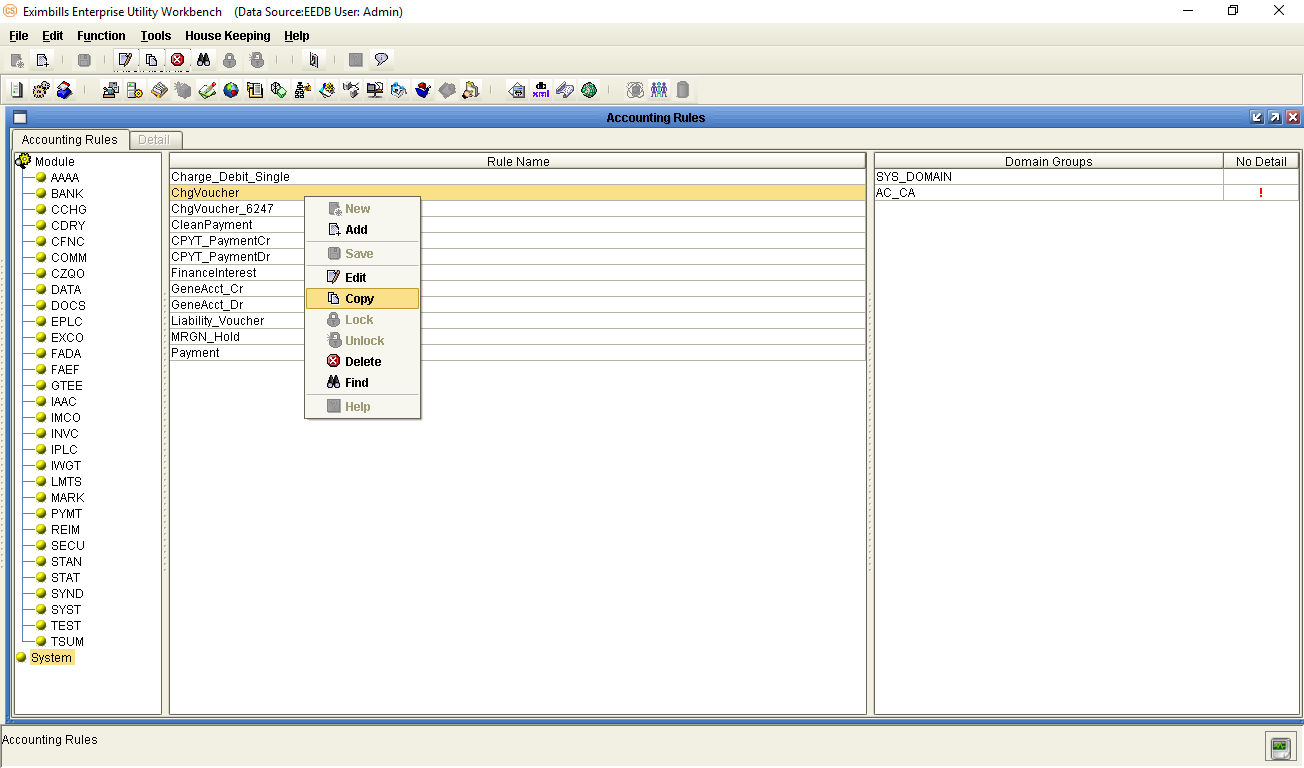 CS Eximbills Enterprise Utility Workbench (Data Source:EEDB User: Admin)
File Edit Function Tools House Keeping Help
db
xml
Accounting Rules
Accounting Rules Detail
Module
AAAA
BANK
CCHG
CDRY
CFNC
COMM
CZQO
DATA
DOCS
EPLC
EXCO
FADA
FAEF
GTEE
IAAC
IMCO
INVC
IPLC
IWGT
LMTS
MARK
PYMT
REIM
SECU
STAN
STAT
SYND
SYST
TEST
TSUM
System
Rule Name
Charge_Debit_Single
ChgVoucher
ChgVoucher_6247
CleanPayment
CPYT_PaymentCr
CPYT_PaymentDr
FinanceInterest
GeneAcct_Cr
GeneAcct_Dr
Liability_Voucher
MRGN_Hold
Payment
New
Add
Save
Edit
Copy
Lock
Unlock
Delete
Find
Help
Domain Groups No Detail
SYS_DOMAIN
AC_CA !
Accounting Rules